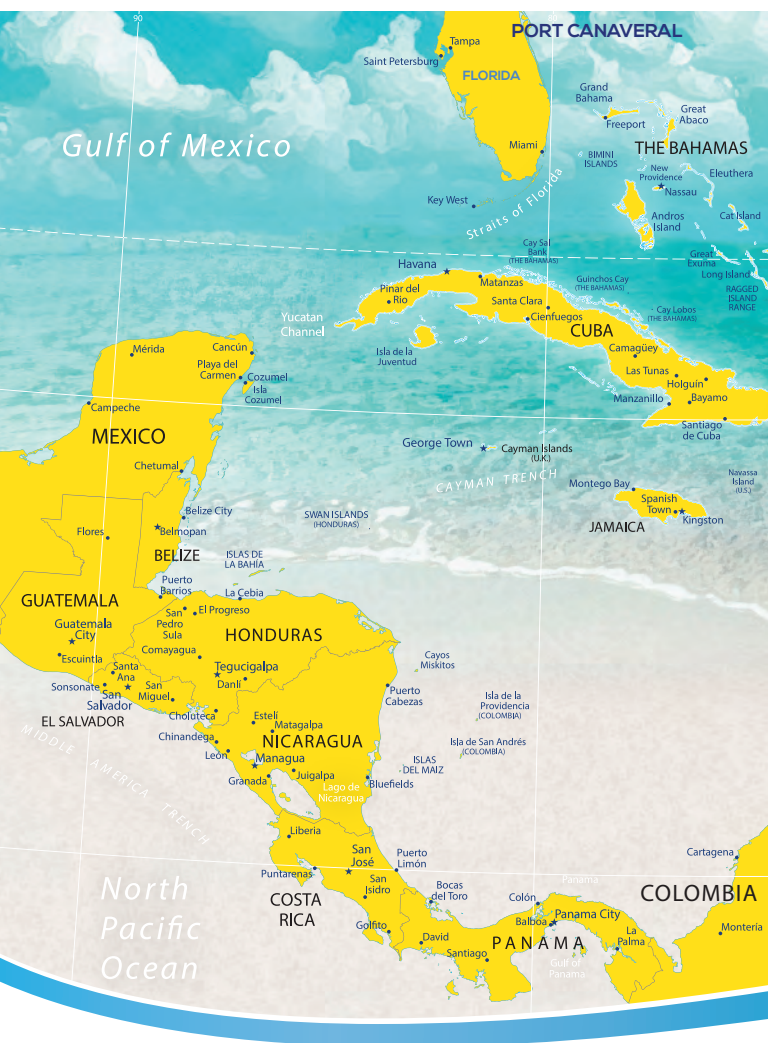 90
PORT CANAVERAL
Tampa
Saint Petersburg
FLORIDA
Grand
Bahama
Freeport
Great
Abaco
Gulf of Mexico
Miami
THE BAHAMAS
BIMINI
ISLANDS
New
Providence
Nassau
Eleuthera
Key West
Straits of Florida
Andros
Island
Cat Island
Cay Sal
Bank
(THE BAHAMAS)
Great
Exuma
Long Island
Havana
Matanzas
Guinchos Cay
(THE BAHAMAS)
RAGGED
ISLAND
RANGE
Pinar del
Rio
Santa Clara
Cienfuegos
Cay Lobos
(THE BAHAMAS)
Yucatan
Channel
CUBA
Isla de la
Juventud
Camagüey
Las Tunas
Holguín
Manzanillo
Bayamo
Santiago
de Cuba
Mérida
Cancún
Playa del
Carmen
Cozumel
Isla
Cozumel
Campeche
MEXICO
George Town
Cayman Islands
(U.K.)
CAYMAN TRENCH
Chetumal
Montego Bay
Navassa
Island
(U.S.)
Spanish
Town
Kingston
JAMAICA
Belize City
SWAN ISLANDS
(HONDURAS)
Flores
Belmopan
BELIZE
ISLAS DE
LA BAHÍA
Puerto
Barrios
La Cebia
GUATEMALA
San
Pedro
Sula
El Progreso
Guatemala
City
HONDURAS
Comayagua
Escuintla
Santa
Ana
Tegucigalpa
Danlí
Cayos
Miskitos
Sonsonate
San
Salvador
San
Miguel
Puerto
Cabezas
EL SALVADOR
Choluteca
Isla de la
Providencia
(COLOMBIA)
Estelí
Matagalpa
Chinandega
NICARAGUA
León
Managua
Isla de San Andrés
(COLOMBIA)
MIDDLE AMERICA TRENCH
ISLAS
DEL MAIZ
Granada
Juigalpa
Bluefields
Lago de
Nicaragua
Liberia
San
José
Puerto
Limón
Cartagena
Puntarenas
San
Isidro
Bocas
del Toro
Panama
COLOMBIA
North
Pacific
Ocean
COSTA
RICA
Colón
Balboa
Panama City
Golfito
David
PANAMA
La
Palma
Montería
Santiago
Gulf of
Panama